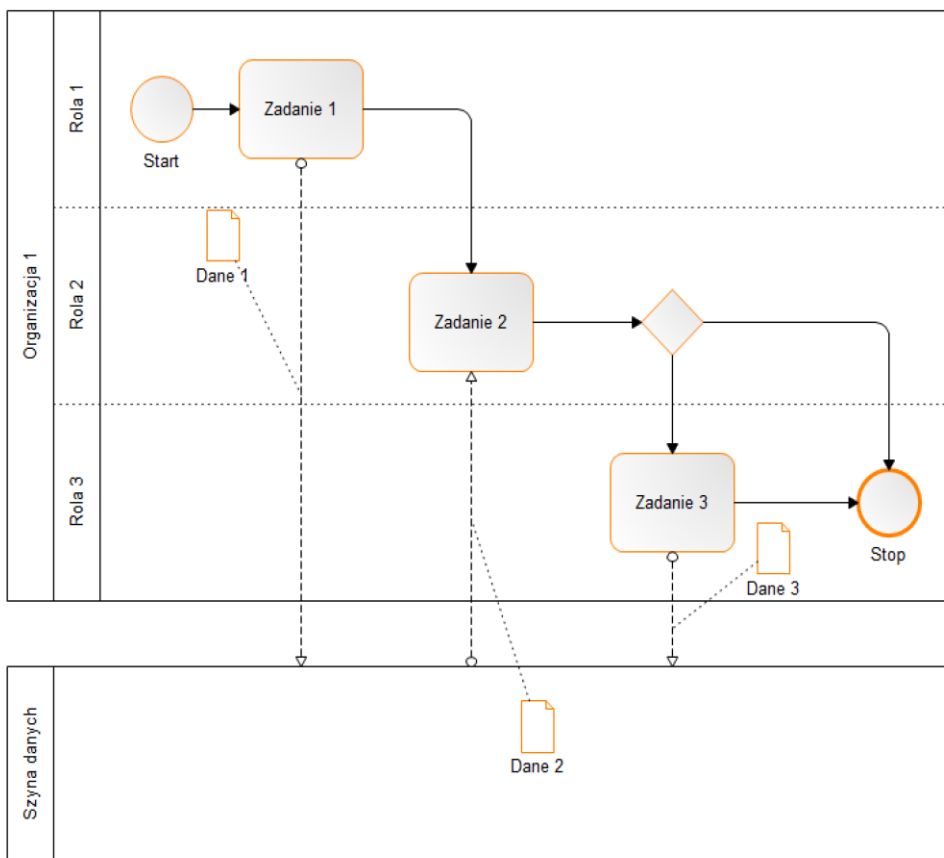 Organizacja 1
Rola 1
Start
Zadanie 1
Rola 2
Dane 1
Zadanie 2
Rola 3
Zadanie 3
Dane 3
Stop
Szyna danych
Dane 2